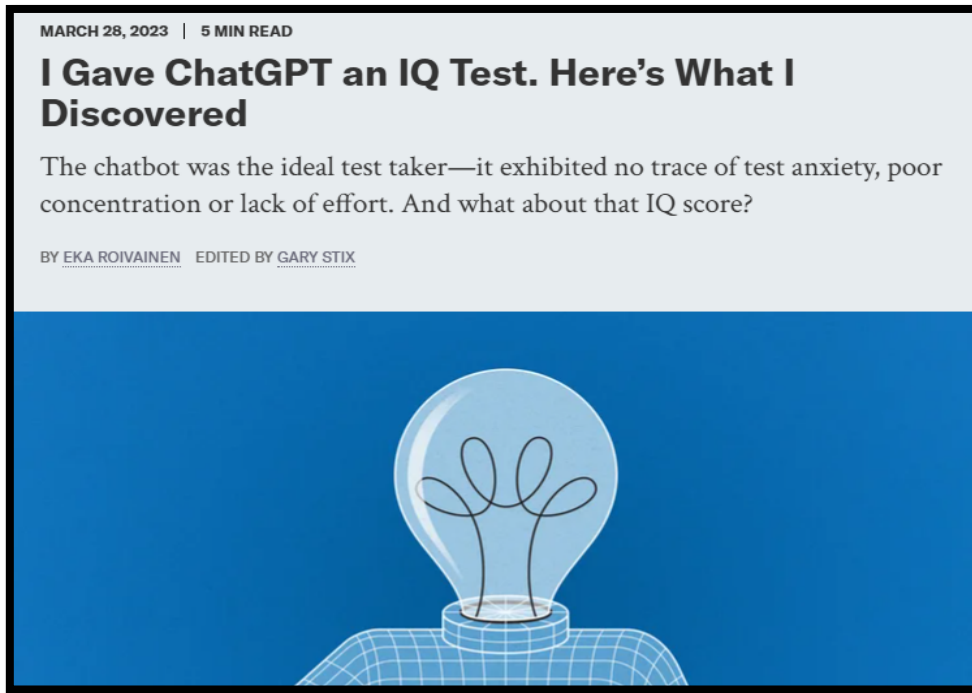 MARCH 28, 2023 | 5 MIN READ
I Gave ChatGPT an IQ Test. Here’s What I
Discovered
The chatbot was the ideal test taker—it exhibited no trace of test anxiety, poor
concentration or lack of effort. And what about that IQ score?
BY EKA ROIVAINEN EDITED BY GARY STIX